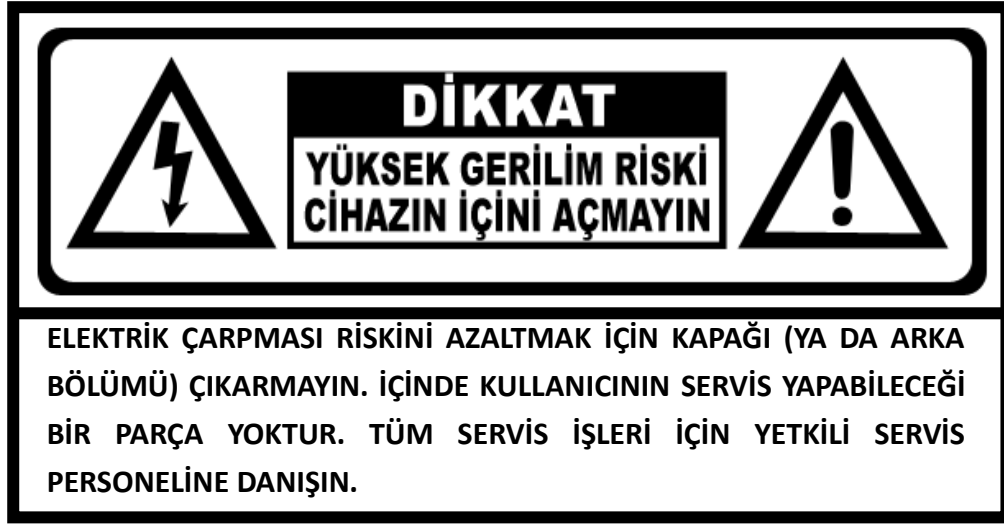 DİKKAT
YÜKSEK GERİLİM RİSKİ
CİHAZIN İÇİNİ AÇMAYIN
ELEKTRİK ÇARPMASI RİSKİNİ AZALTMAK İÇİN KAPAĞI (YA DA ARKA
BÖLÜMÜ) ÇIKARMAYIN. İÇİNDE KULLANICININ SERVİS YAPABİLECEĞİ
BİR PARÇA YOKTUR. TÜM SERVİS İŞLERİ İÇİN YETKİLİ SERVİS
PERSONELİNE DANIŞIN.